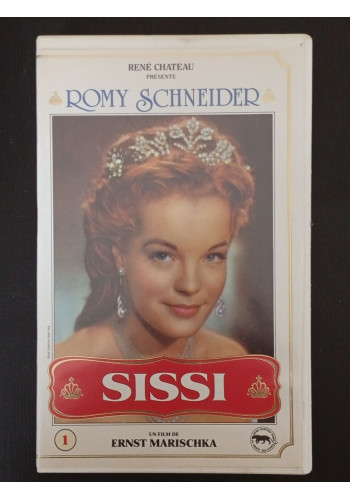 RENÉ CHATEAU
PRÉSENTE
ROMY SCHNEIDER
SISSI
1
UN FILM DE
ERNST MARISCHKA